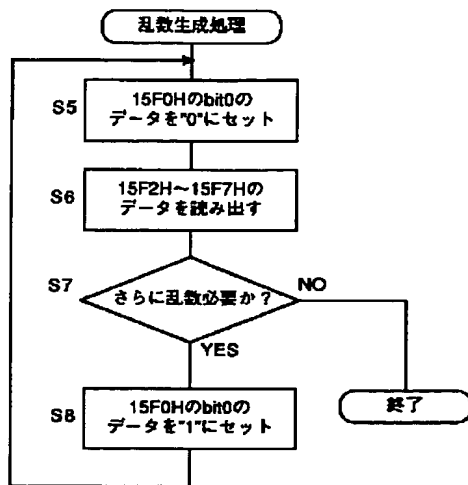 乱数生成処理
S5
15F0Hのbit0の
データを"0"にセット
S6
15F2H～15F7Hの
データを読み出す
S7
さらに乱数必要か？
NO
YES
S8
15F0Hのbit0の
データを"1"にセット
終了